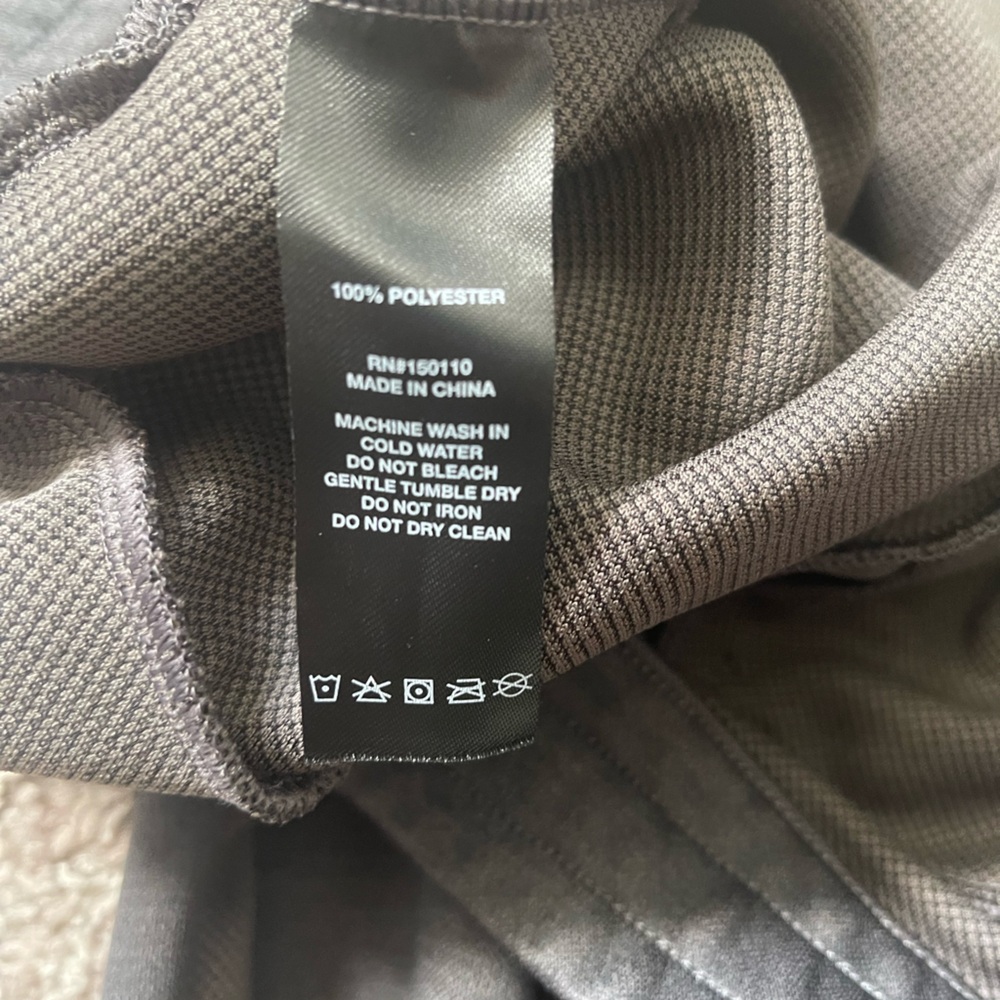 100% POLYESTER
RN#150110
MADE IN CHINA
MACHINE WASH IN
COLD WATER
DO NOT BLEACH
GENTLE TUMBLE DRY
DO NOT IRON
DO NOT DRY CLEAN